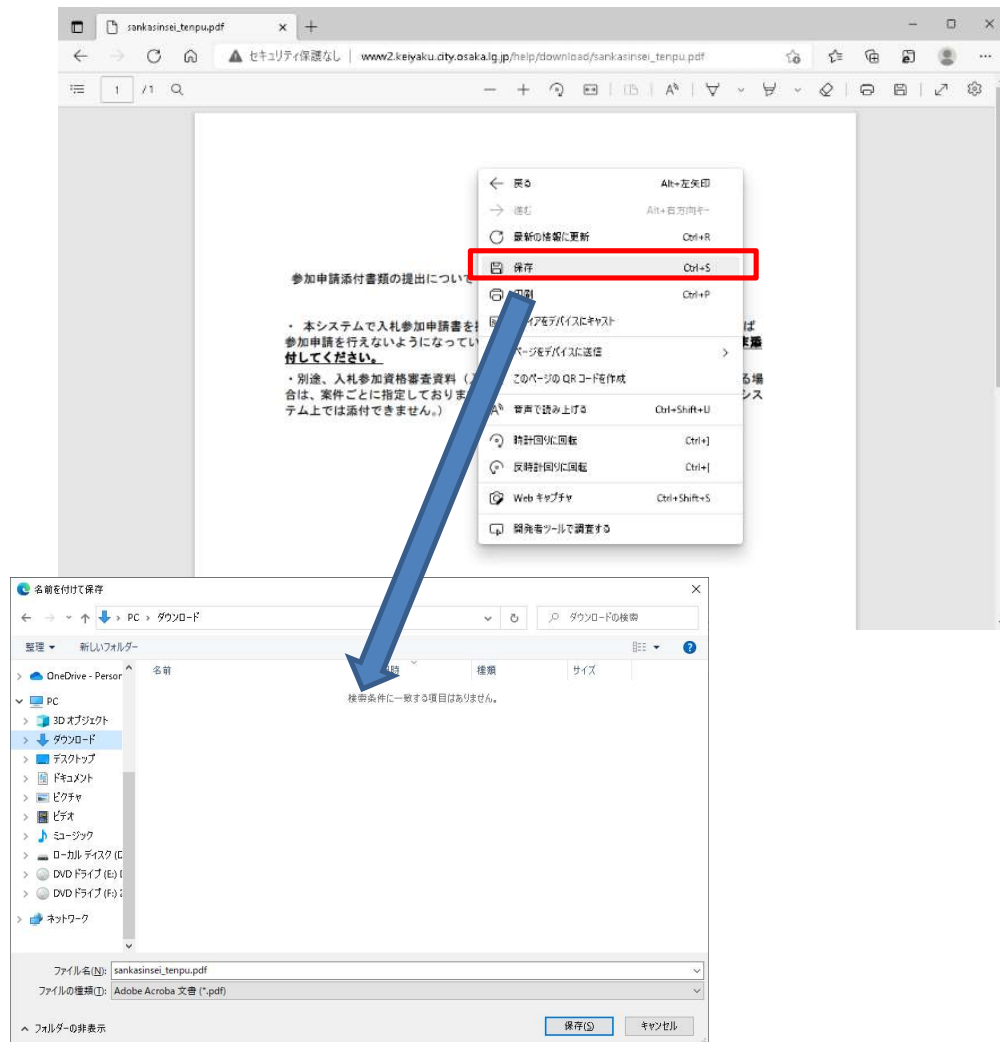 sankasinsei_tenpu.pdf
セキュリティ保護なし | www2.keiyaku.city.osaka.lg.jp/help/download/sankasinsei_tenpu.pdf
1 /1
参加申請添付書類の提出について
・ 本システムで入札参加申請書を
ば
参加申請を行えないようになってい
付してください。
・別途、入札参加資格審査資料（
る場
合は、案件ごとに指定しておりま
シス
テム上では添付できません。）
戻る Alt+左矢印
進む Alt+右方向キー
最新の情報に更新 Ctrl+R
保存 Ctrl+S
印刷 Ctrl+P
ィアをデバイスにキャスト
ページをデバイスに送信
このページの QR コードを作成
音声で読み上げる Ctrl+Shift+U
時計回りに回転 Ctrl+]
反時計回りに回転 Ctrl+[
Web キャプチャ Ctrl+Shift+S
開発者ツールで調査する
名前を付けて保存
PC › ダウンロード
ダウンロードの検索
整理 新しいフォルダー
名前 時 種類 サイズ
検索条件に一致する項目はありません。
OneDrive - Person
PC
3D オブジェクト
ダウンロード
デスクトップ
ドキュメント
ピクチャ
ビデオ
ミュージック
ローカル ディスク (C
DVD ドライブ (E:)
DVD ドライブ (F:)
ネットワーク
ファイル名(N): sankasinsei_tenpu.pdf
ファイルの種類(T): Adobe Acroba 文書 (*.pdf)
フォルダーの非表示
保存(S) キャンセル